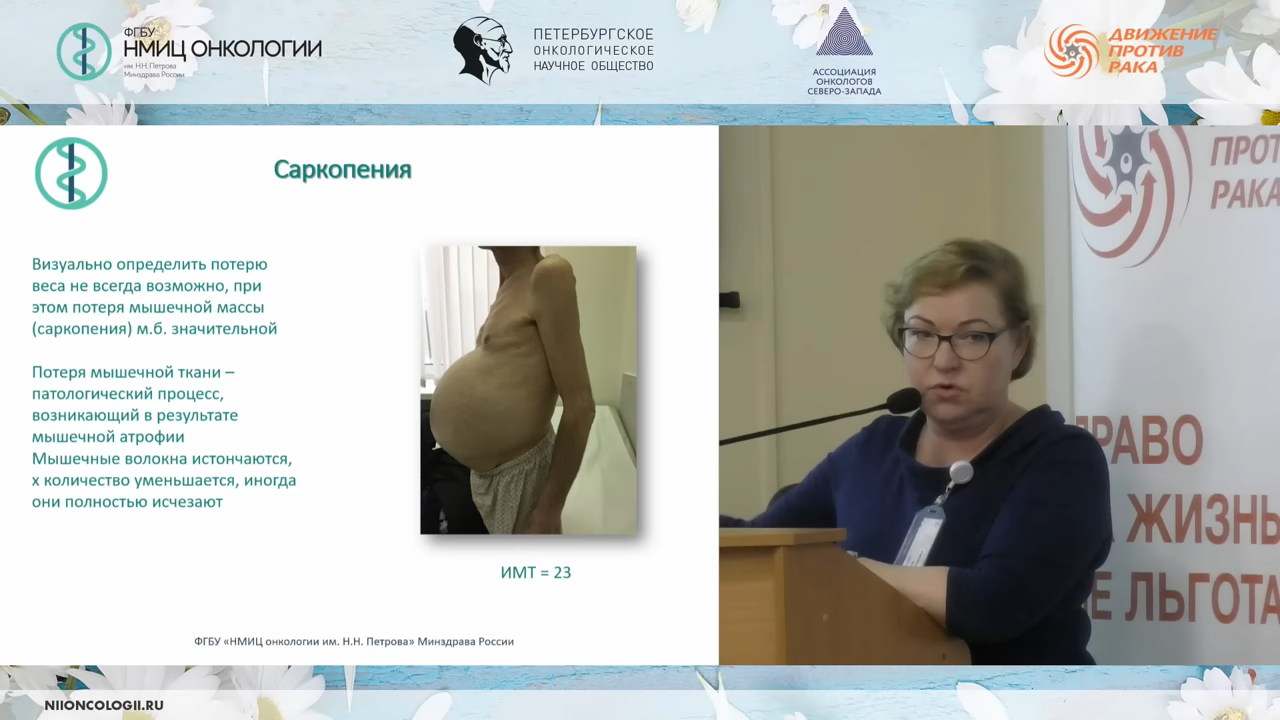 ФГБУ
НМИЦ ОНКОЛОГИИ
им. Н.Н. Петрова
Минздрава России
ПЕТЕРБУРГСКОЕ
ОНКОЛОГИЧЕСКОЕ
НАУЧНОЕ ОБЩЕСТВО
АССОЦИАЦИЯ
ОНКОЛОГОВ
СЕВЕРО-ЗАПАДА
ДВИЖЕНИЕ
ПРОТИВ
РАКА
Саркопения
Визуально определить потерю
веса не всегда возможно, при
этом потеря мышечной массы
(саркопения) м.б. значительной
Потеря мышечной ткани –
патологический процесс,
возникающий в результате
мышечной атрофии
Мышечные волокна истончаются,
х количество уменьшается, иногда
они полностью исчезают
ИМТ = 23
ФГБУ «НМИЦ онкологии им. Н.Н. Петрова» Минздрава России
ПРОТ
РАКА
ПРАВО
ЖИЗНЬ
Е ЛЬГОТА
NIIONCOLOGII.RU